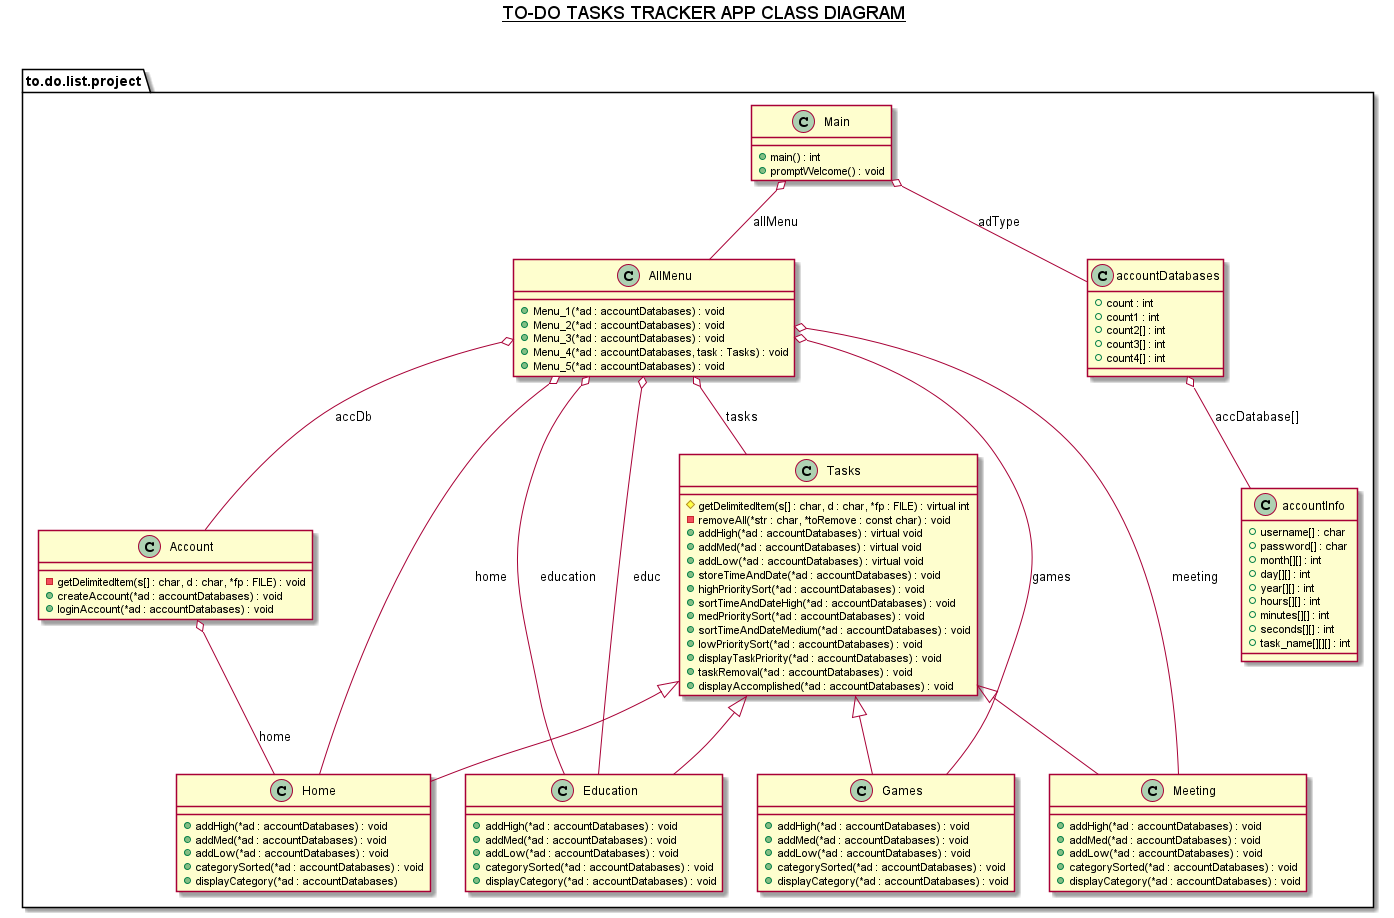 TO-DO TASKS TRACKER APP CLASS DIAGRAM
to.do.list.project
C Main
main() : int
promptWelcome() : void
allMenu
adType
C AllMenu
Menu_1(*ad : accountDatabases) : void
Menu_2(*ad : accountDatabases) : void
Menu_3(*ad : accountDatabases) : void
Menu_4(*ad : accountDatabases, task : Tasks) : void
Menu_5(*ad : accountDatabases) : void
C accountDatabases
count : int
count1 : int
count2[] : int
count3[] : int
count4[] : int
accDb
tasks
accDatabase[]
C Tasks
getDelimitedItem(s[] : char, d : char, *fp : FILE) : virtual int
removeAll(*str : char, *toRemove : const char) : void
addHigh(*ad : accountDatabases) : virtual void
addMed(*ad : accountDatabases) : virtual void
addLow(*ad : accountDatabases) : virtual void
storeTimeAndDate(*ad : accountDatabases) : void
highPrioritySort(*ad : accountDatabases) : void
sortTimeAndDateHigh(*ad : accountDatabases) : void
medPrioritySort(*ad : accountDatabases) : void
sortTimeAndDateMedium(*ad : accountDatabases) : void
lowPrioritySort(*ad : accountDatabases) : void
displayTaskPriority(*ad : accountDatabases) : void
taskRemoval(*ad : accountDatabases) : void
displayAccomplished(*ad : accountDatabases) : void
C accountInfo
username[] : char
password[] : char
month[][] : int
day[][] : int
year[][] : int
hours[][] : int
minutes[][] : int
seconds[][] : int
task_name[][][] : int
C Account
getDelimitedItem(s[] : char, d : char, *fp : FILE) : void
createAccount(*ad : accountDatabases) : void
loginAccount(*ad : accountDatabases) : void
home
education
educ
games
meeting
home
C Home
addHigh(*ad : accountDatabases) : void
addMed(*ad : accountDatabases) : void
addLow(*ad : accountDatabases) : void
categorySorted(*ad : accountDatabases) : void
displayCategory(*ad : accountDatabases)
C Education
addHigh(*ad : accountDatabases) : void
addMed(*ad : accountDatabases) : void
addLow(*ad : accountDatabases) : void
categorySorted(*ad : accountDatabases) : void
displayCategory(*ad : accountDatabases) : void
C Games
addHigh(*ad : accountDatabases) : void
addMed(*ad : accountDatabases) : void
addLow(*ad : accountDatabases) : void
categorySorted(*ad : accountDatabases) : void
displayCategory(*ad : accountDatabases) : void
C Meeting
addHigh(*ad : accountDatabases) : void
addMed(*ad : accountDatabases) : void
addLow(*ad : accountDatabases) : void
categorySorted(*ad : accountDatabases) : void
displayCategory(*ad : accountDatabases) : void